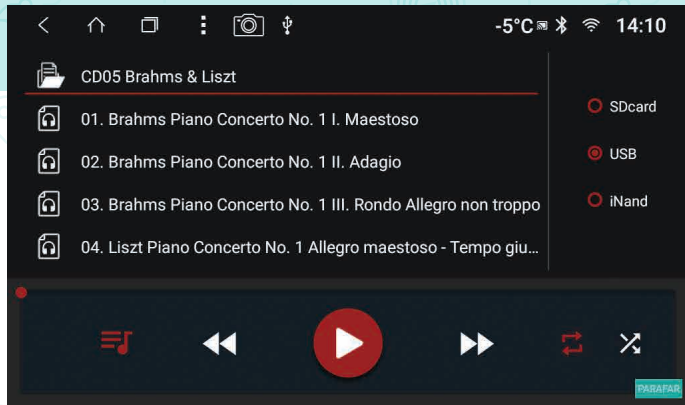 -5°C
14:10
CD05 Brahms & Liszt
01. Brahms Piano Concerto No. 1 I. Maestoso
02. Brahms Piano Concerto No. 1 II. Adagio
03. Brahms Piano Concerto No. 1 III. Rondo Allegro non troppo
04. Liszt Piano Concerto No. 1 Allegro maestoso - Tempo giu...
SDcard
USB
iNand
PARAFAR